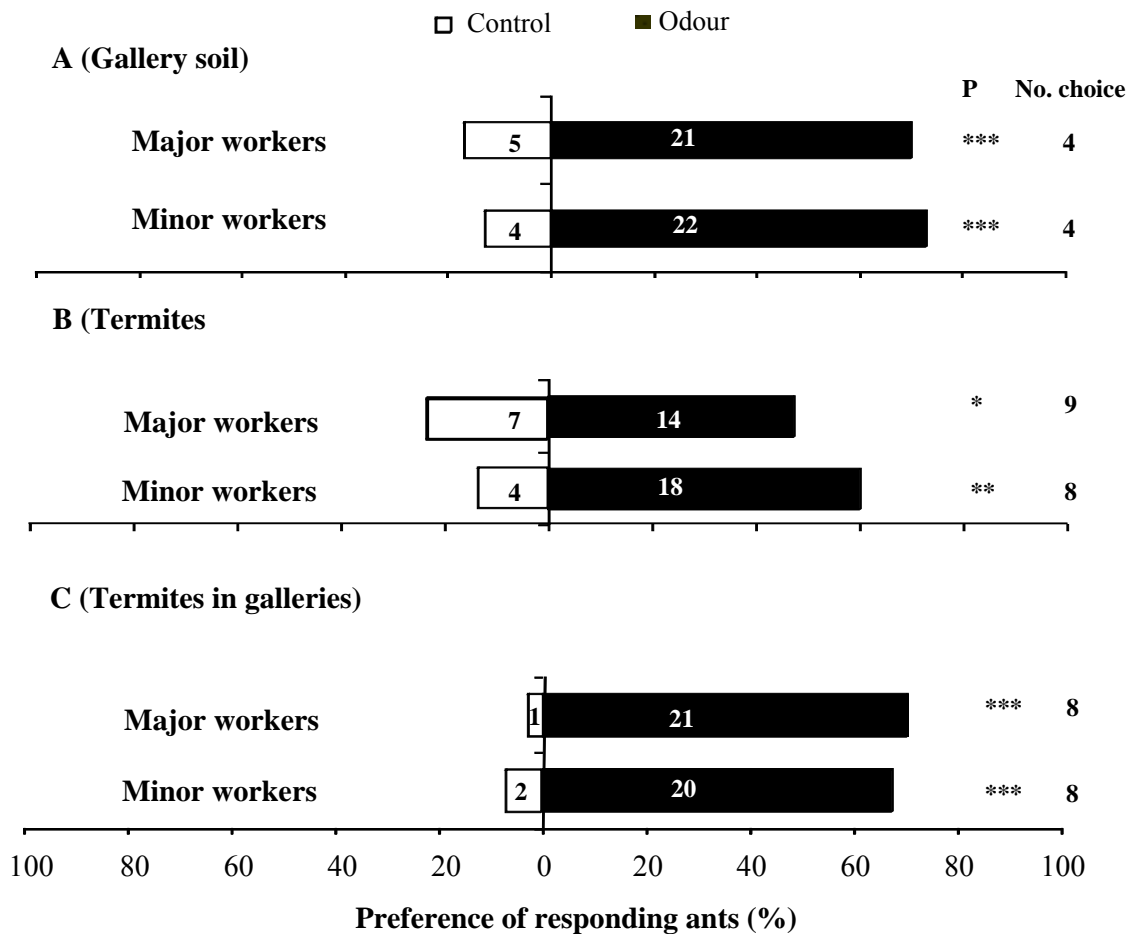 Control Odour
A (Gallery soil)
P No. choice
Major workers 5 21 *** 4
Minor workers 4 22 *** 4
B (Termites
Major workers 7 14 * 9
Minor workers 4 18 ** 8
C (Termites in galleries)
Major workers 1 21 *** 8
Minor workers 2 20 *** 8
100 80 60 40 20 0 20 40 60 80 100
Preference of responding ants (%)